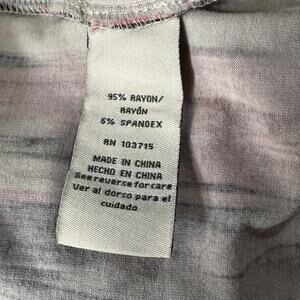 95% RAYON/
RAYÓN
5% SPANDEX
RN 103715
MADE IN CHINA
HECHO EN CHINA
See reverse for care
Ver al dorso para el
cuidado